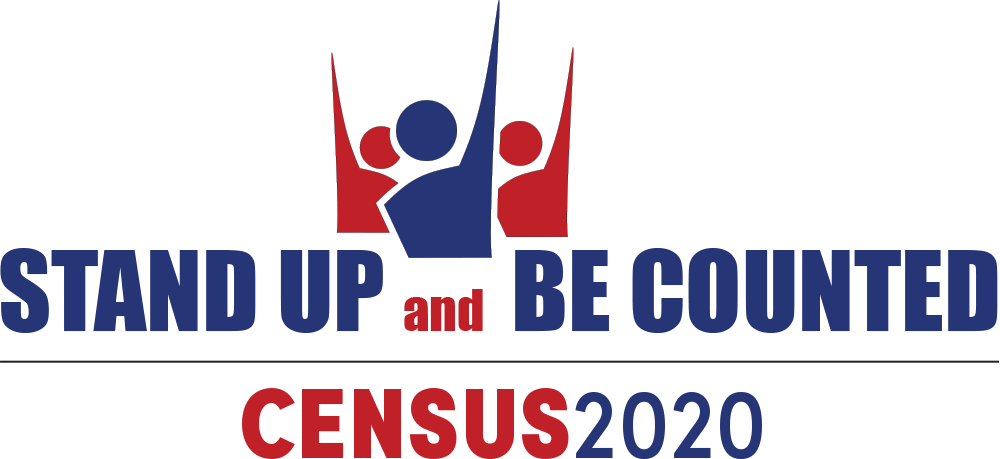 STAND UP and BE COUNTED
CENSUS2020